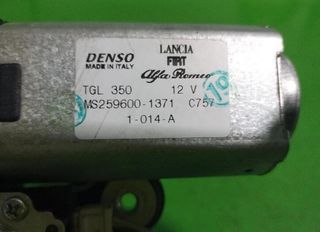 DENSO LANCIA
MADE IN ITALY FIAT
Alfa Romeo
TGL 350 12 V
MS259600-1371 C757
1-014-A